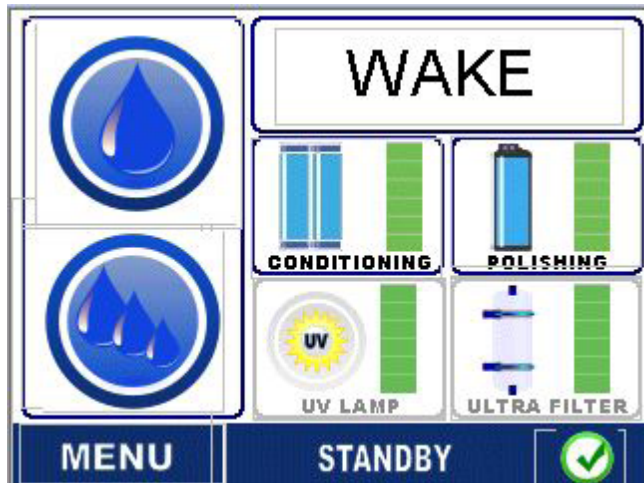 WAKE
CONDITIONING
POLISHING
UV
UV LAMP
ULTRA FILTER
MENU
STANDBY